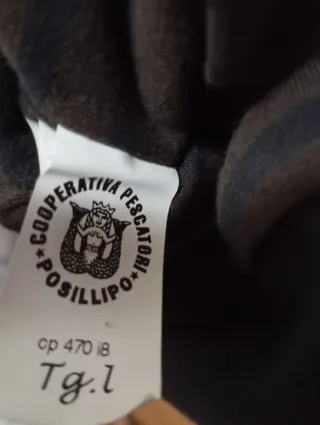 COOPERATIVA PESCATORI
POSILLIPO
cp 470 i8
Tg.l